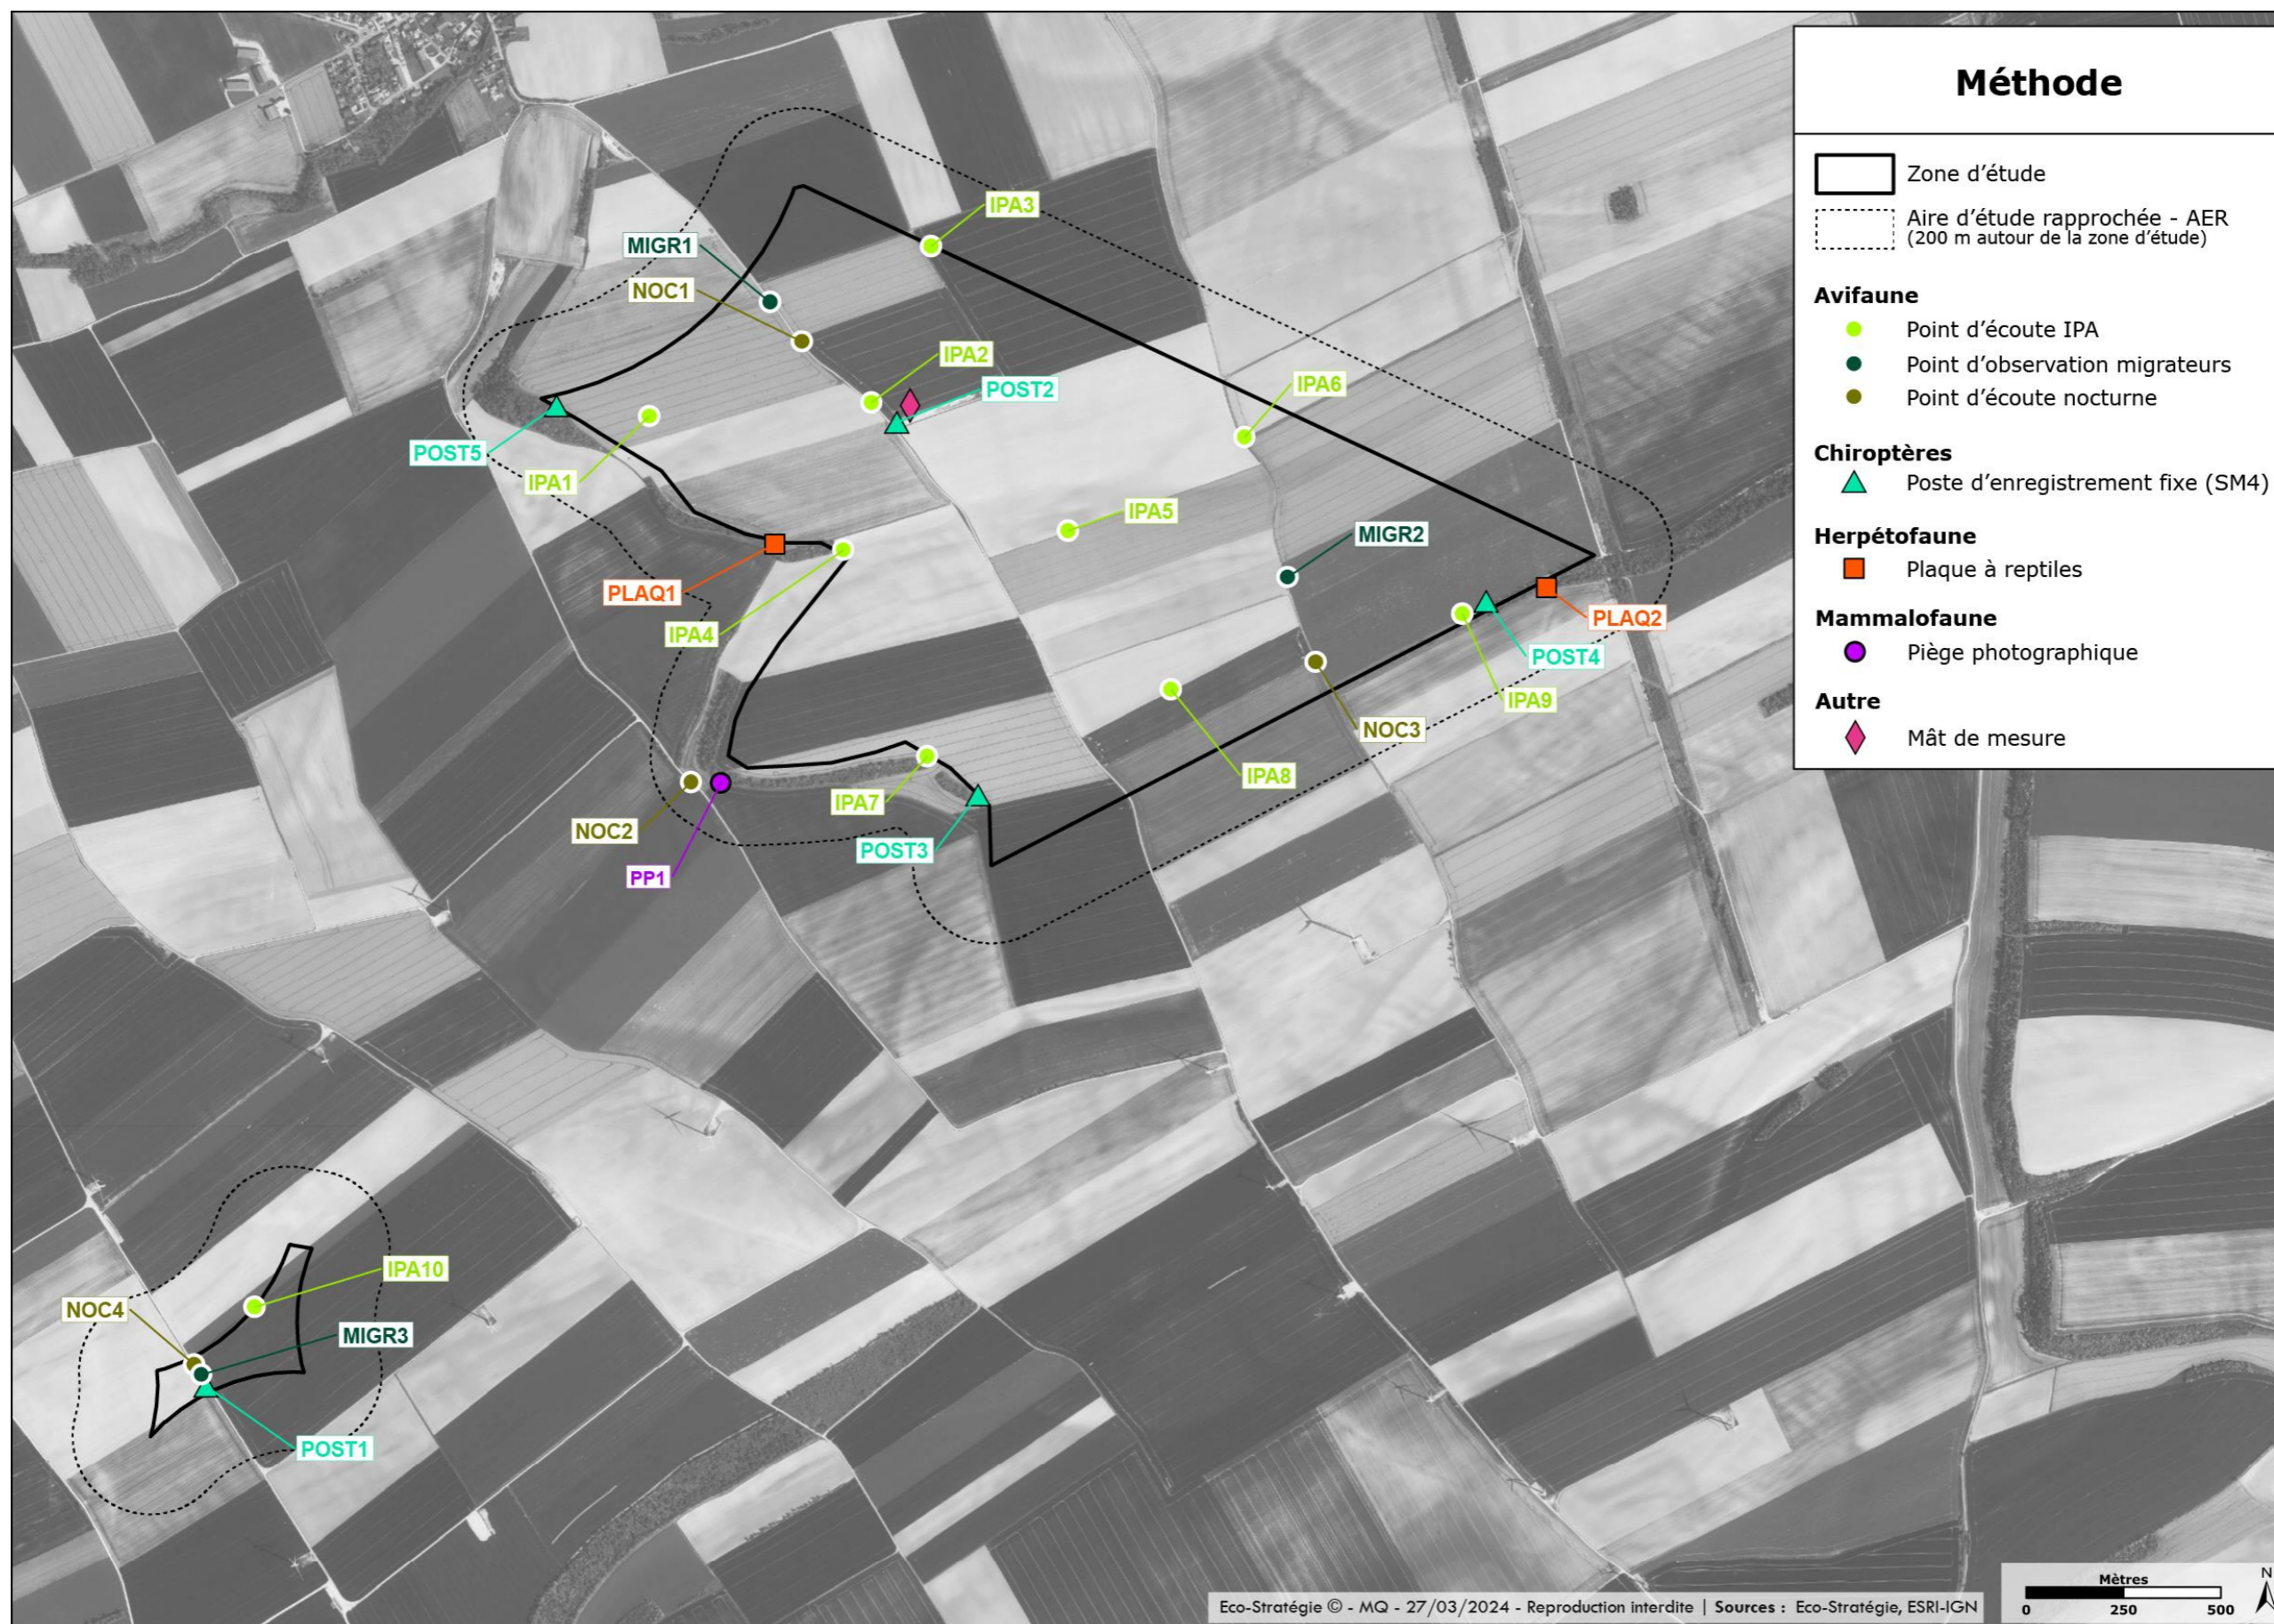 Méthode
Zone d'étude
Aire d'étude rapprochée - AER
(200 m autour de la zone d'étude)
Avifaune
Point d'écoute IPA
Point d'observation migrateurs
Point d'écoute nocturne
Chiroptères
Poste d'enregistrement fixe (SM4)
Herpétofaune
Plaque à reptiles
Mammalofaune
Piège photographique
Autre
Mât de mesure
IPA3
MIGR1
NOC1
IPA2
POST2
IPA6
POST5
IPA1
IPA5
MIGR2
PLAQ1
IPA4
PLAQ2
POST4
IPA9
NOC3
IPA8
IPA7
NOC2
POST3
PP1
IPA10
NOC4
MIGR3
POST1
Eco-Stratégie © - MQ - 27/03/2024 - Reproduction interdite | Sources : Eco-Stratégie, ESRI-IGN
Mètres
0 250 500
N